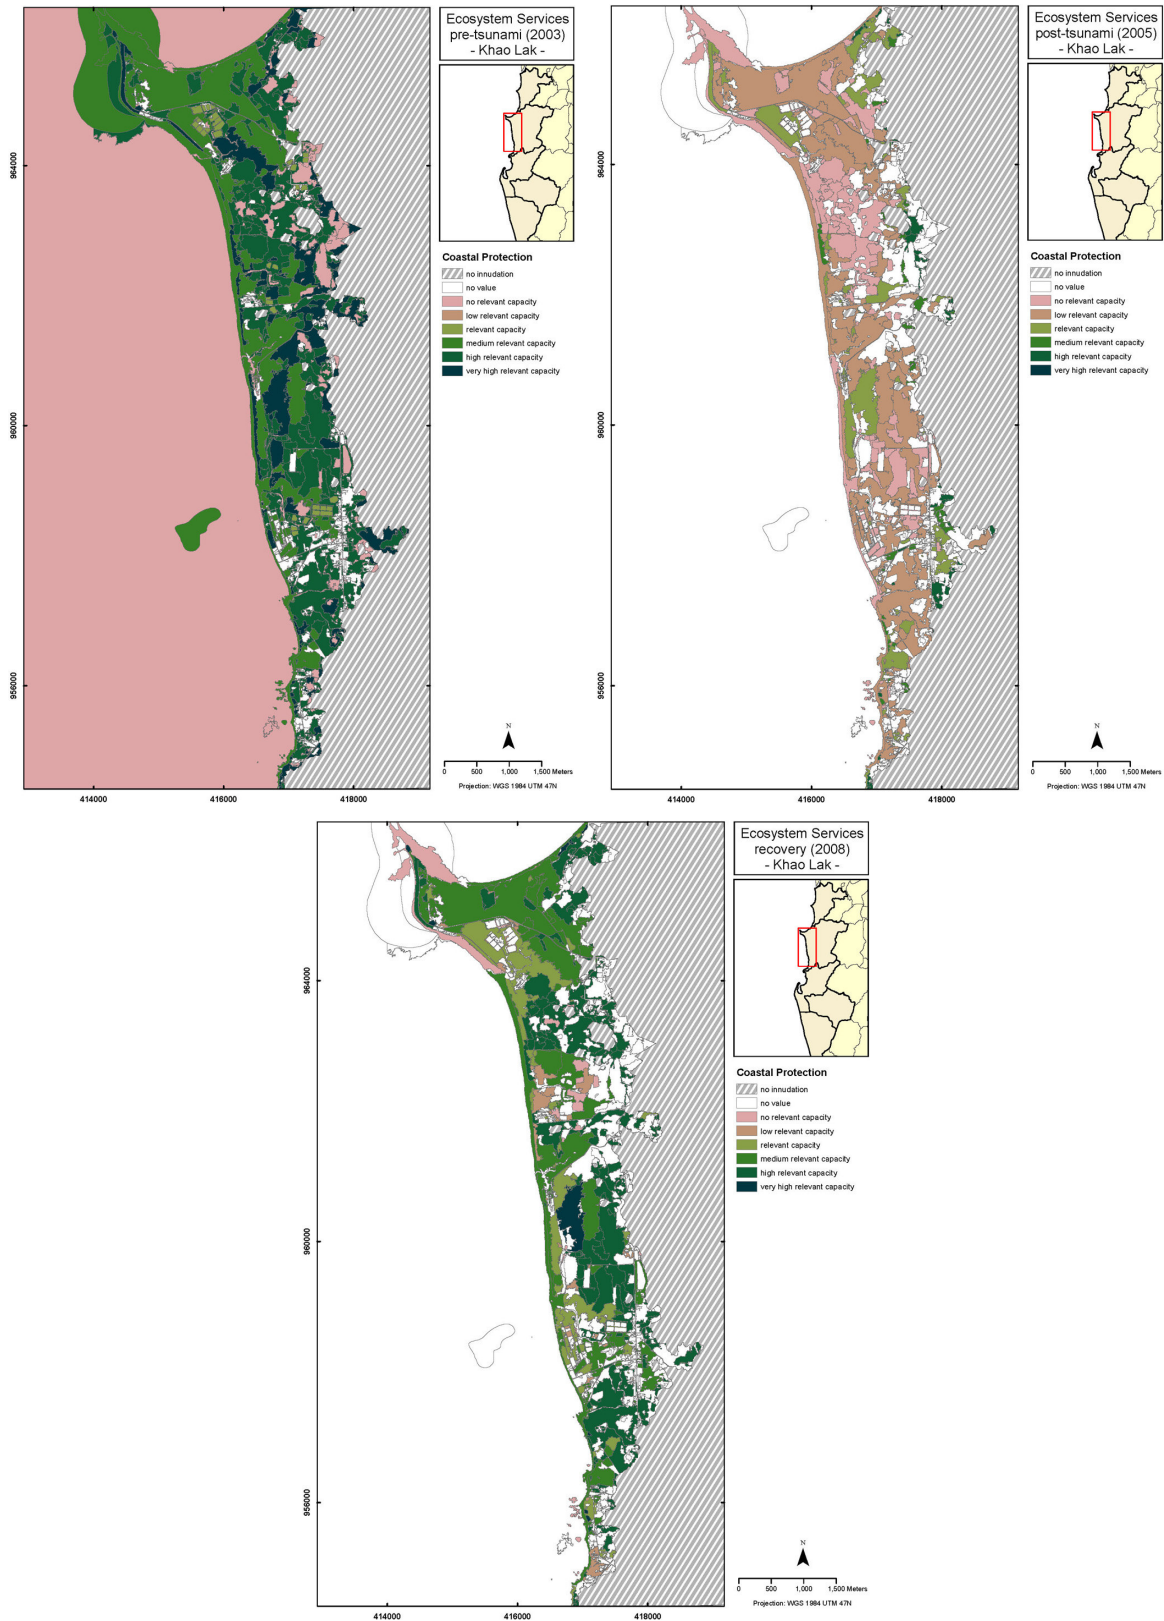 Ecosystem Services
pre-tsunami (2003)
- Khao Lak -
Coastal Protection
no innudation
no value
no relevant capacity
low relevant capacity
relevant capacity
medium relevant capacity
high relevant capacity
very high relevant capacity
964000
960000
956000
N
0 500 1,000 1,500 Meters
Projection: WGS 1984 UTM 47N
414000 416000 418000
Ecosystem Services
post-tsunami (2005)
- Khao Lak -
Coastal Protection
no innudation
no value
no relevant capacity
low relevant capacity
relevant capacity
medium relevant capacity
high relevant capacity
very high relevant capacity
964000
960000
956000
N
0 500 1,000 1,500 Meters
Projection: WGS 1984 UTM 47N
414000 416000 418000
Ecosystem Services
recovery (2008)
- Khao Lak -
Coastal Protection
no innudation
no value
no relevant capacity
low relevant capacity
relevant capacity
medium relevant capacity
high relevant capacity
very high relevant capacity
964000
960000
956000
N
0 500 1,000 1,500 Meters
Projection: WGS 1984 UTM 47N
414000 416000 418000